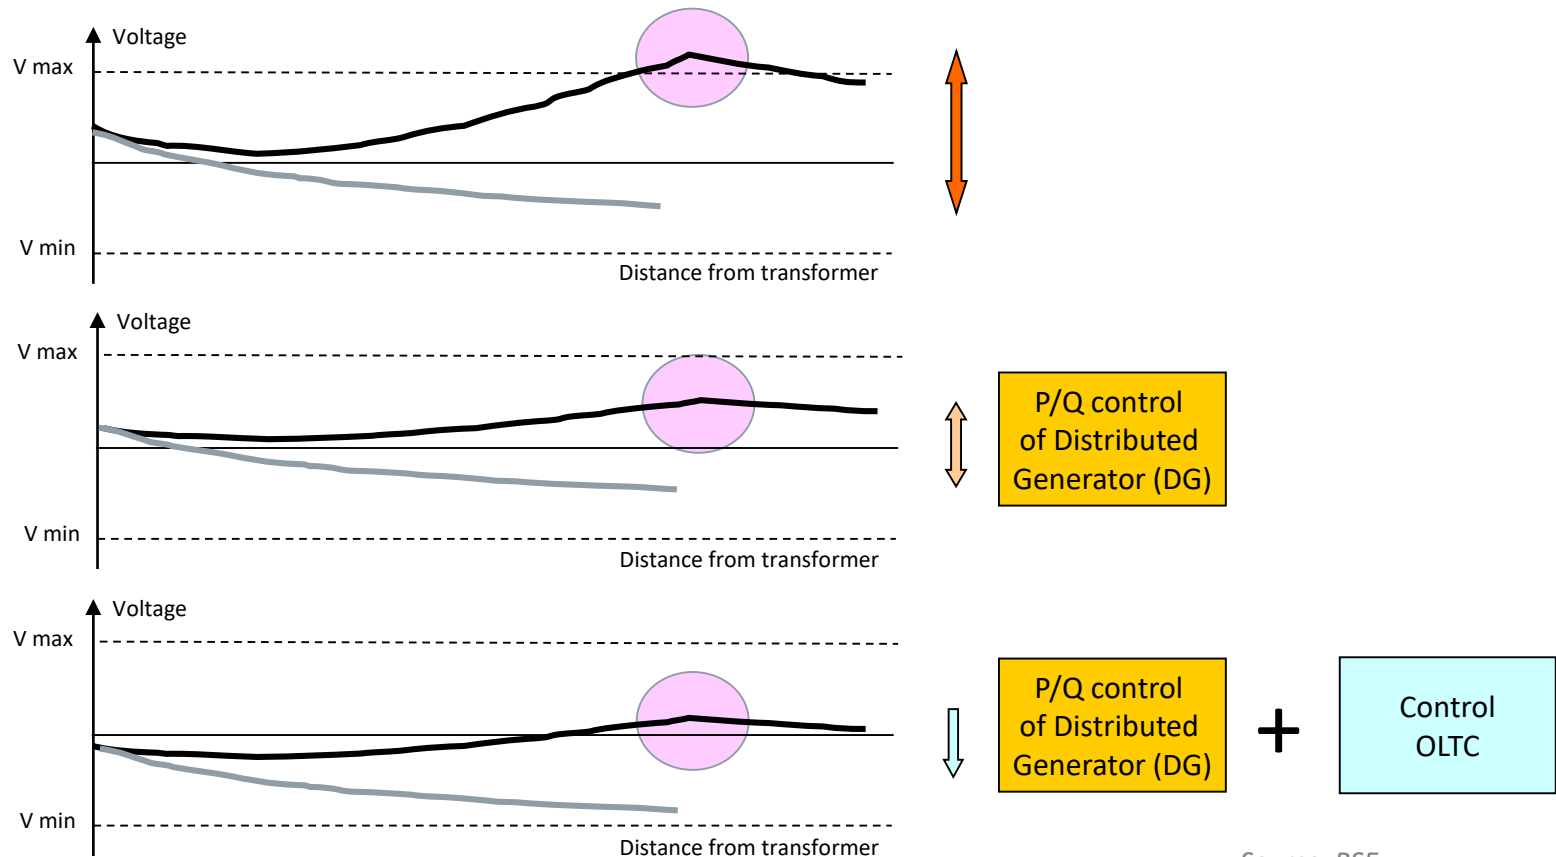 Voltage
V max
V min
Distance from transformer
Voltage
V max
P/Q control
of Distributed
Generator (DG)
V min
Distance from transformer
Voltage
V max
P/Q control
of Distributed
Generator (DG)
+
Control
OLTC
V min
Distance from transformer